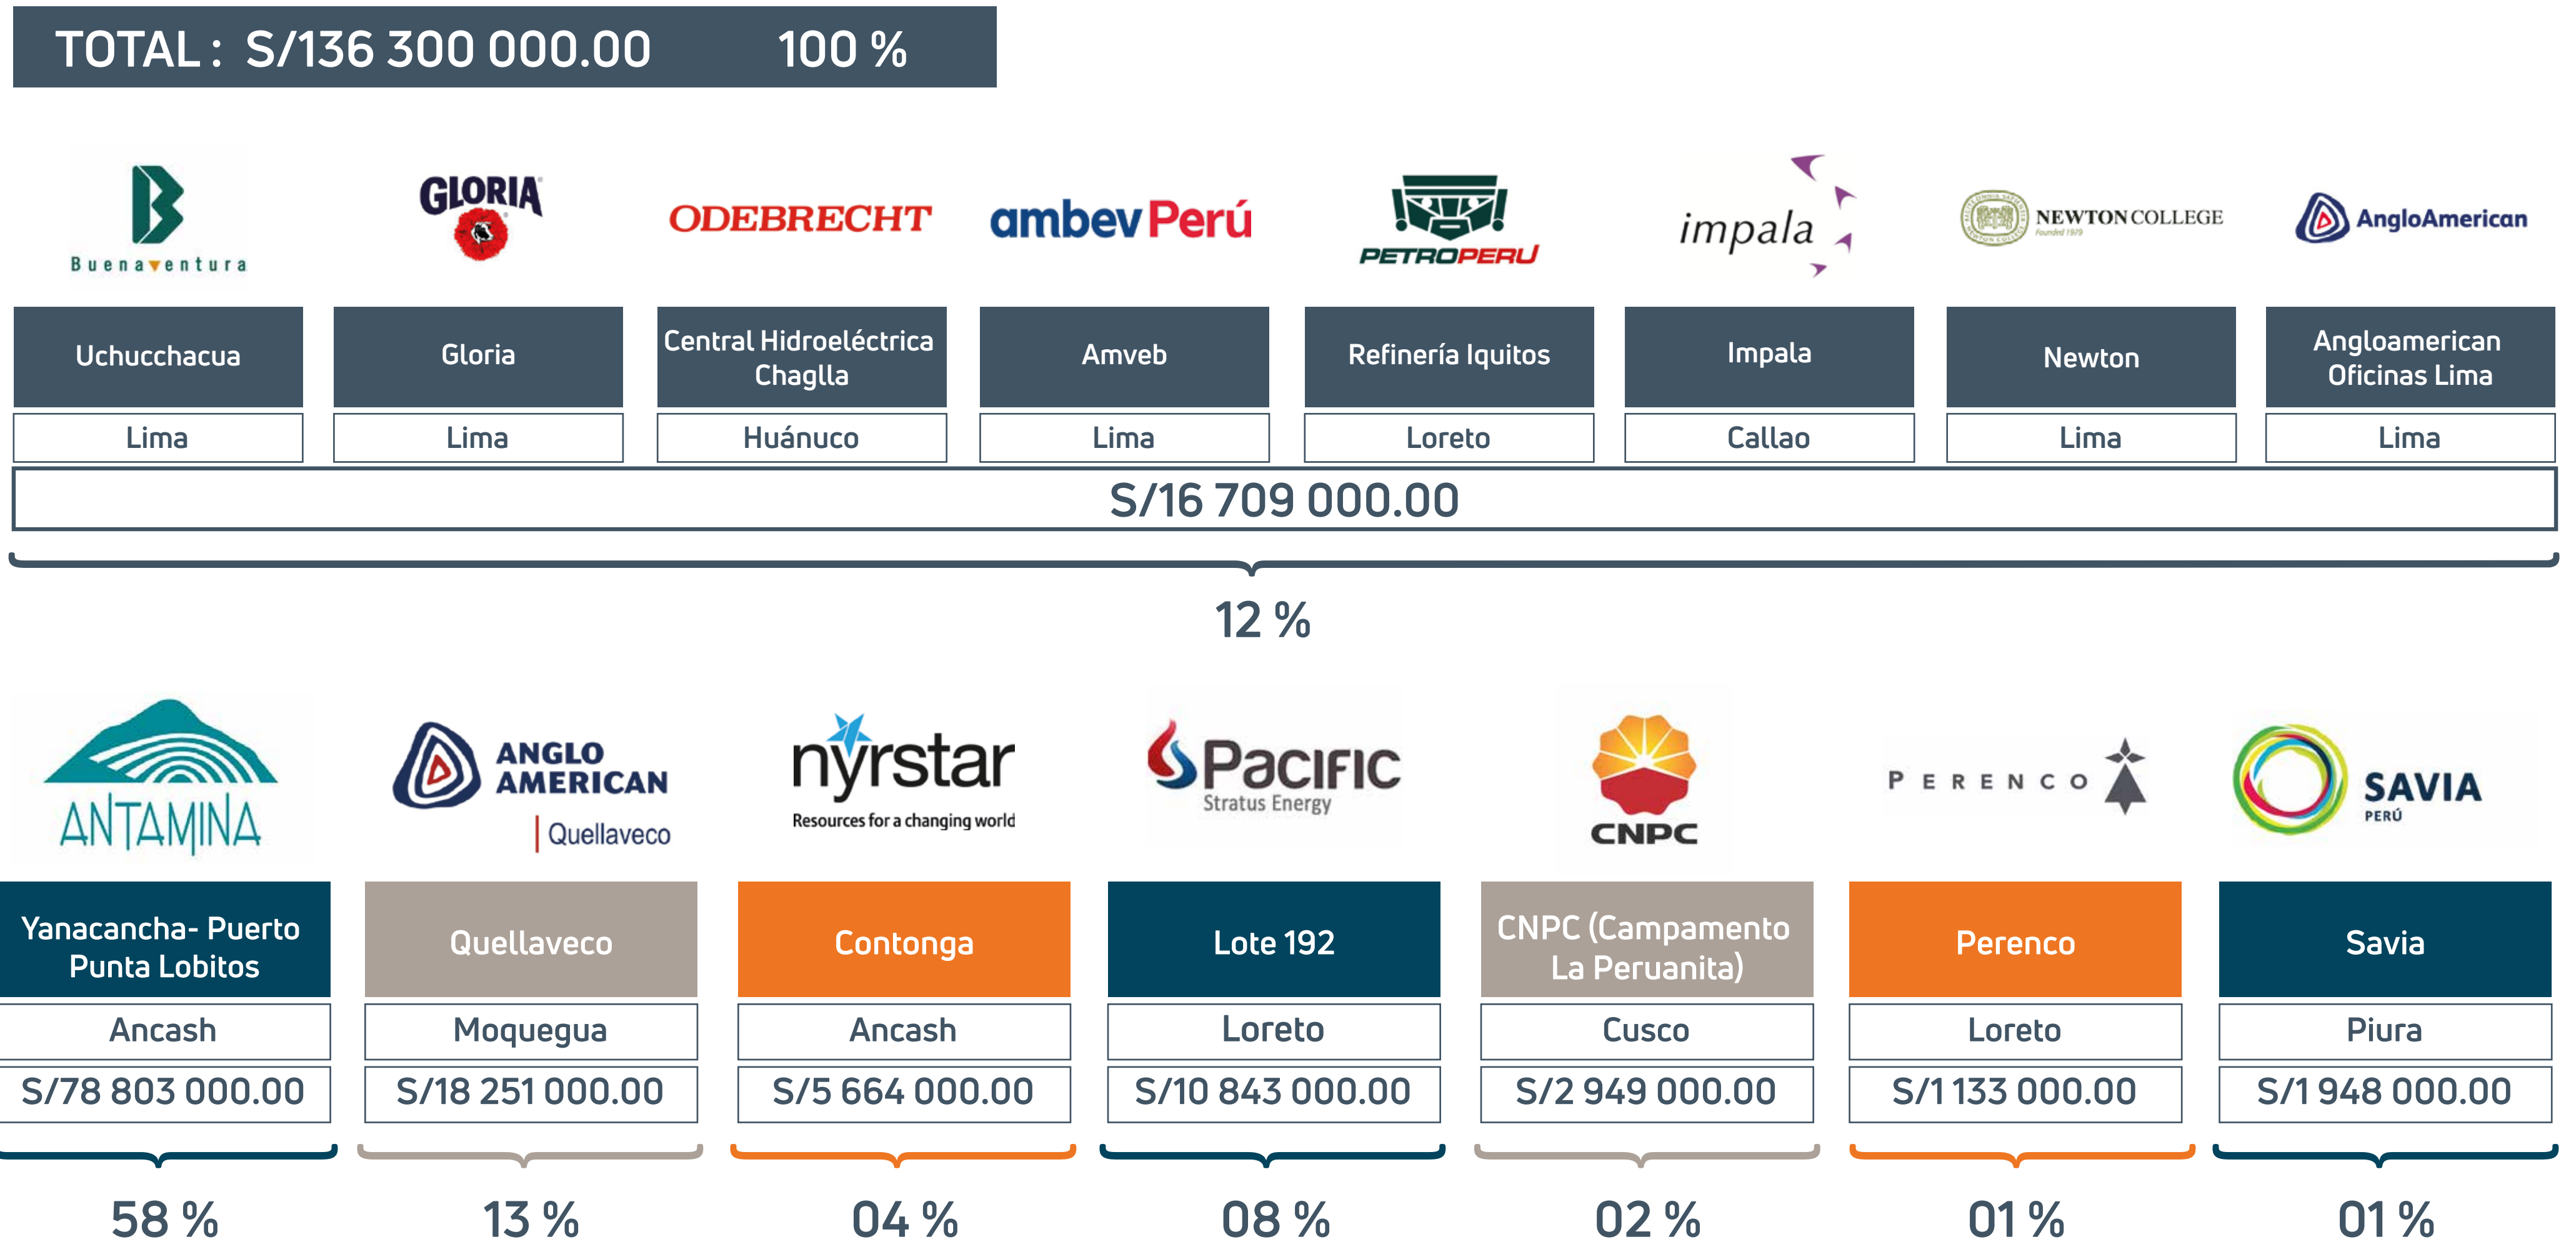 TOTAL : S/136 300 000.00 100 %
Buenaventura
GLORIA
ODEBRECHT
ambev Perú
PETROPERU
impala
NEWTON COLLEGE
Founded 1979
AngloAmerican
Uchucchacua
Gloria
Central Hidroeléctrica
Chaglla
Amveb
Refinería Iquitos
Impala
Newton
Angloamerican
Oficinas Lima
Lima
Lima
Huánuco
Lima
Loreto
Callao
Lima
Lima
S/16 709 000.00
12 %
ANTAMINA
ANGLO
AMERICAN
Quellaveco
nyrstar
Resources for a changing world
PACIFIC
Stratus Energy
CNPC
PERENCO
SAVIA
PERÚ
Yanacancha- Puerto
Punta Lobitos
Quellaveco
Contonga
Lote 192
CNPC (Campamento
La Peruanita)
Perenco
Savia
Ancash
Moquegua
Ancash
Loreto
Cusco
Loreto
Piura
S/78 803 000.00
S/18 251 000.00
S/5 664 000.00
S/10 843 000.00
S/2 949 000.00
S/1 133 000.00
S/1 948 000.00
58 %
13 %
04 %
08 %
02 %
01 %
01 %